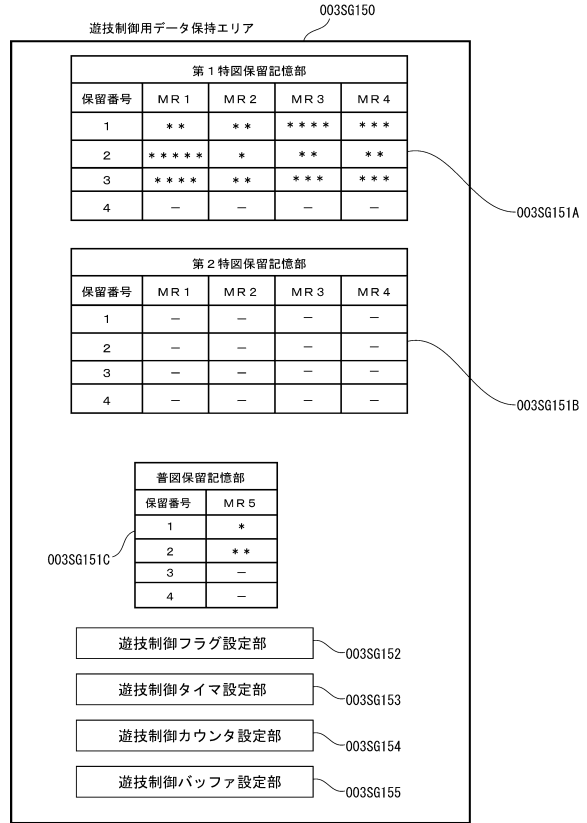 003SG150
遊技制御用データ保持エリア
第1特図保留記憶部
保留番号 MR1 MR2 MR3 MR4
1 ** ** **** ***
2 ***** * ** **
3 **** ** *** ***
4 － － － －
003SG151A
第2特図保留記憶部
保留番号 MR1 MR2 MR3 MR4
1 － － － －
2 － － － －
3 － － － －
4 － － － －
003SG151B
普図保留記憶部
保留番号 MR5
1 *
2 **
3 －
4 －
003SG151C
遊技制御フラグ設定部
003SG152
遊技制御タイマ設定部
003SG153
遊技制御カウンタ設定部
003SG154
遊技制御バッファ設定部
003SG155